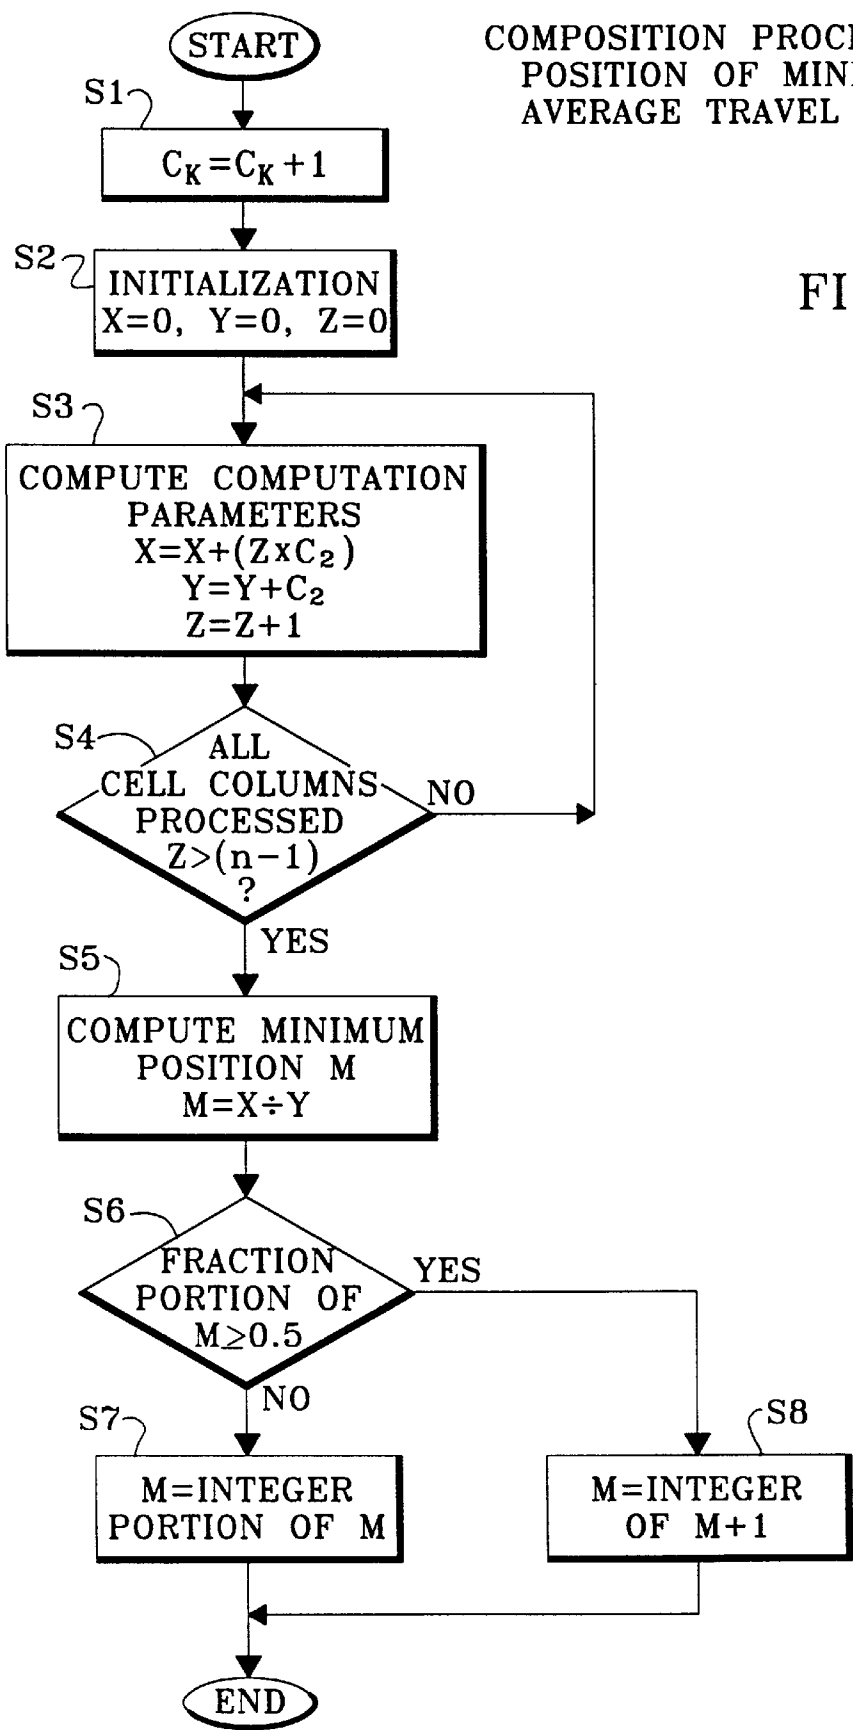 START
COMPOSITION PROCE
POSITION OF MIN
AVERAGE TRAVEL
S1
C_K=C_K+1
S2
INITIALIZATION
X=0, Y=0, Z=0
FI
S3
COMPUTE COMPUTATION
PARAMETERS
X=X+(Z×C₂)
Y=Y+C₂
Z=Z+1
S4
ALL
CELL COLUMNS
PROCESSED
Z>(n-1)
?
NO
YES
S5
COMPUTE MINIMUM
POSITION M
M=X÷Y
S6
FRACTION
PORTION OF
M≥0.5
YES
NO
S7
M=INTEGER
PORTION OF M
S8
M=INTEGER
OF M+1
END